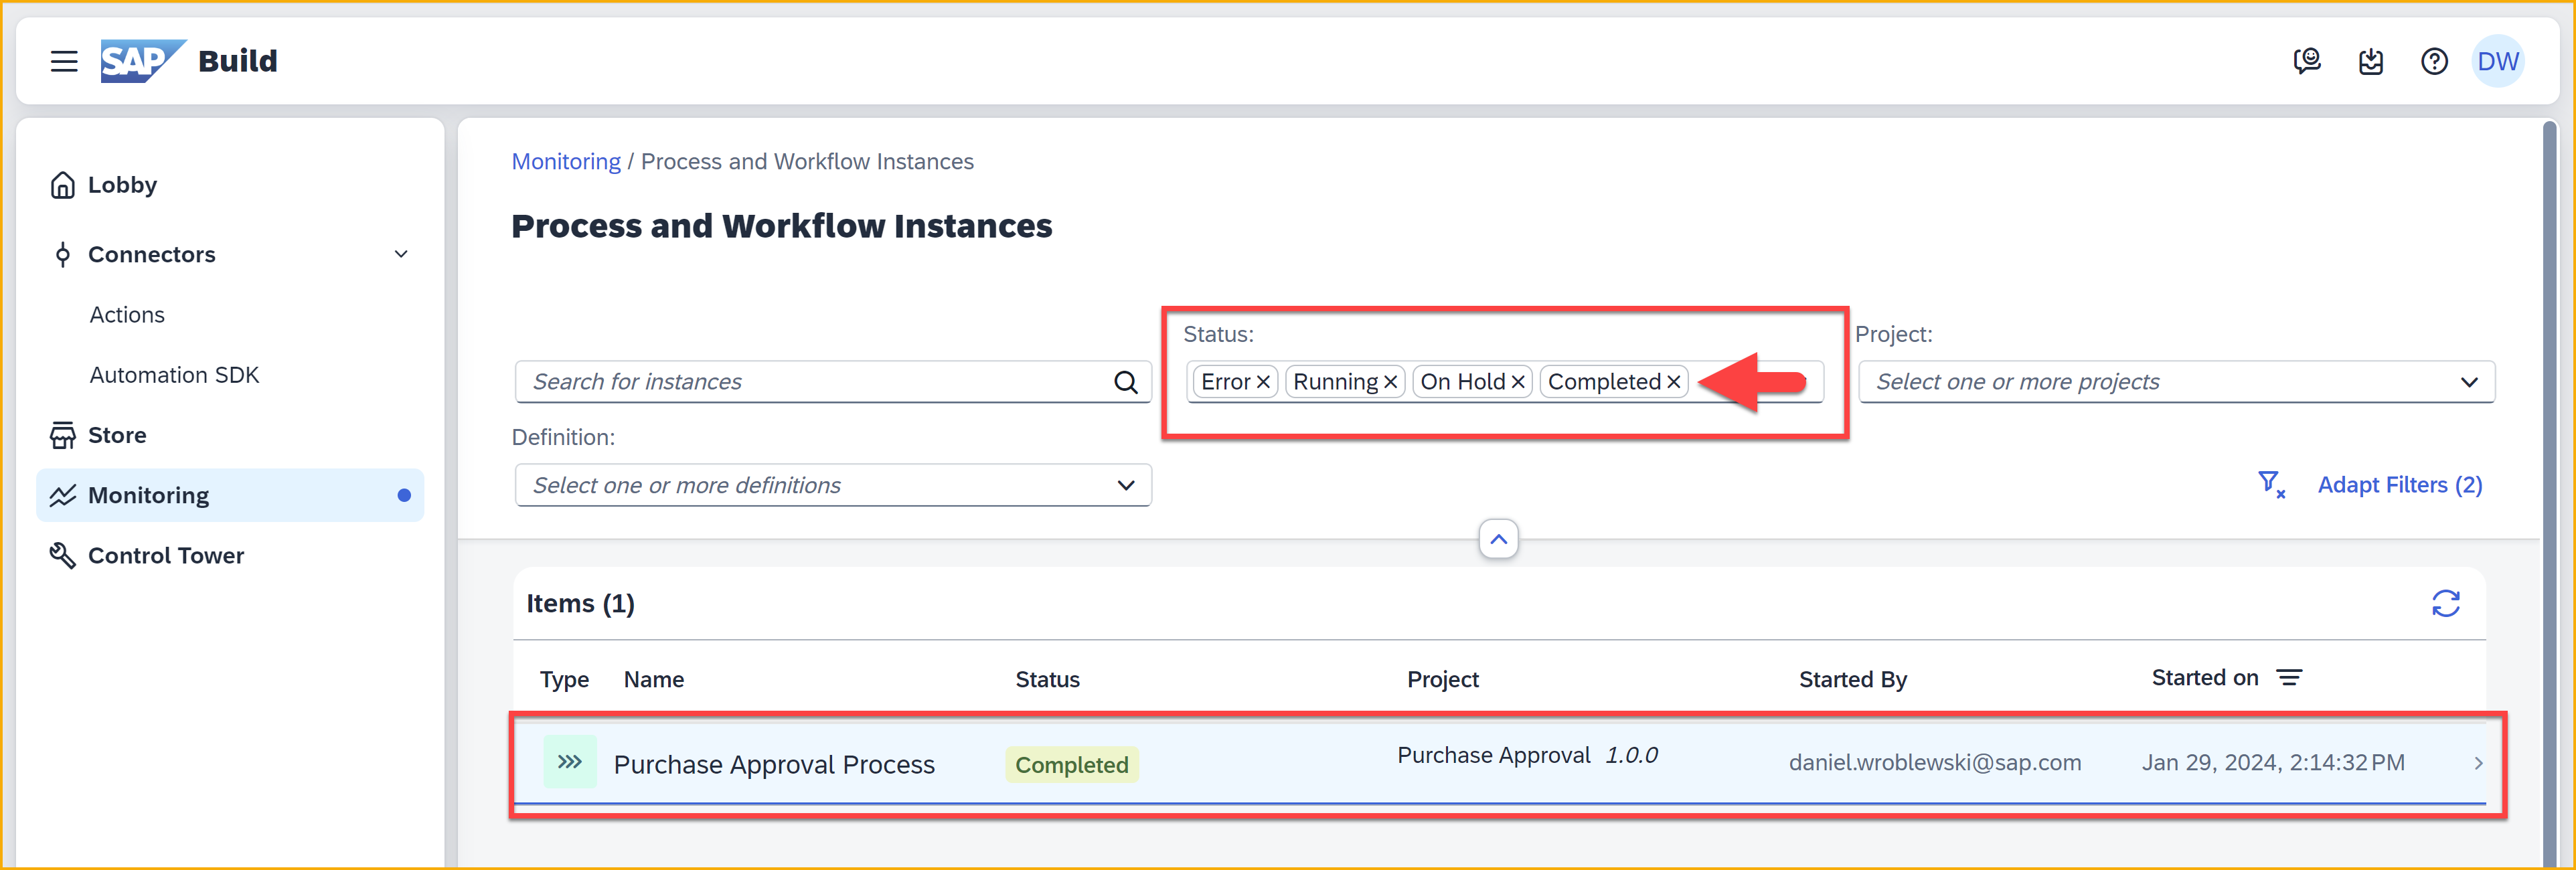 SAP Build
DW
Lobby
Connectors
Actions
Automation SDK
Store
Monitoring
Control Tower
Monitoring / Process and Workflow Instances
Process and Workflow Instances
Search for instances
Status:
Error Running On Hold Completed
Project:
Select one or more projects
Definition:
Select one or more definitions
Adapt Filters (2)
Items (1)
Type Name Status Project Started By Started on
Purchase Approval Process Completed Purchase Approval 1.0.0 daniel.wroblewski@sap.com Jan 29, 2024, 2:14:32 PM